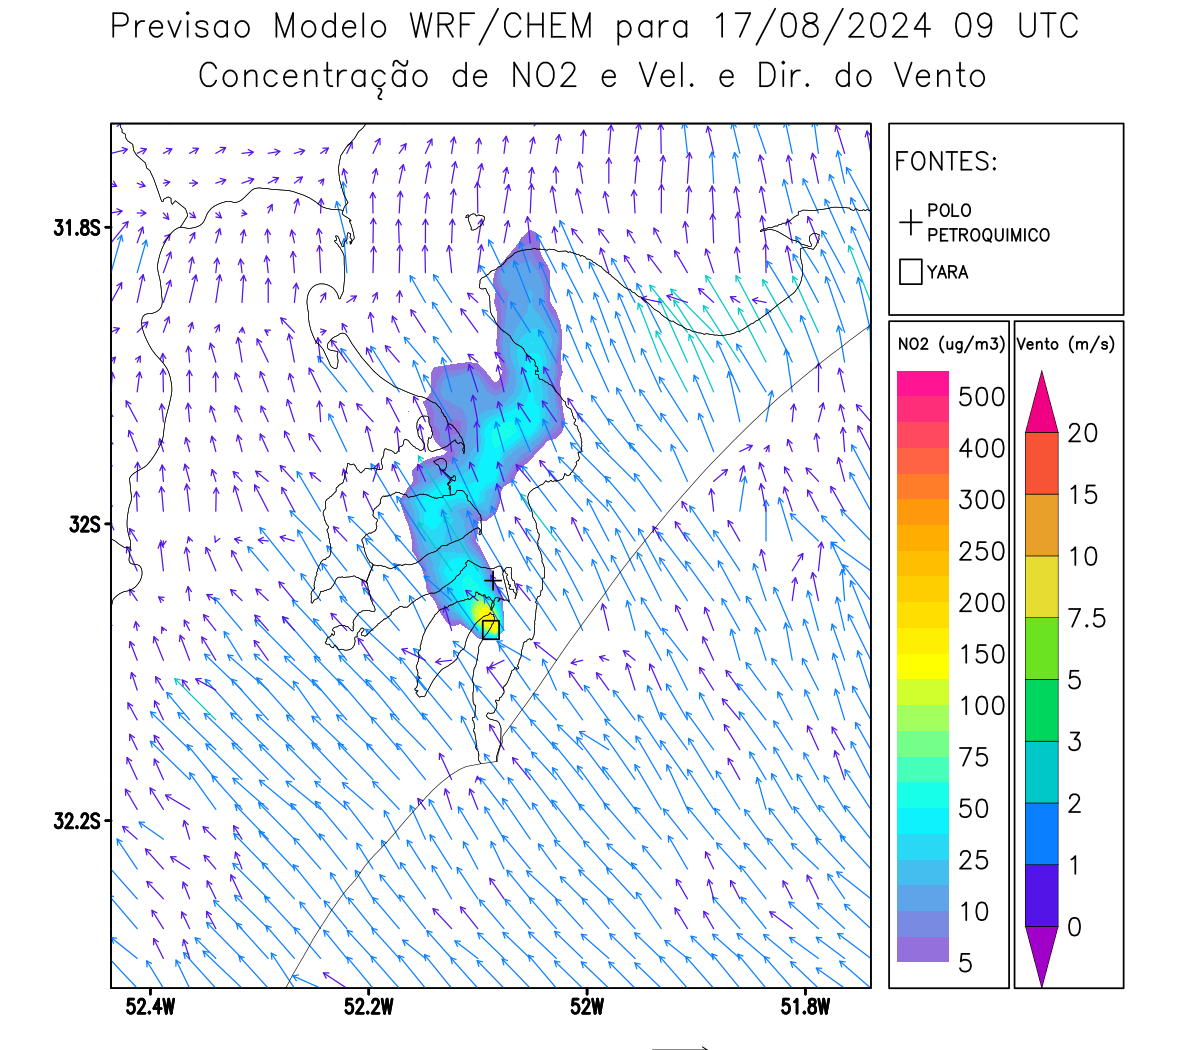 Previsao Modelo WRF/CHEM para 17/08/2024 09 UTC
Concentração de NO2 e Vel. e Dir. do Vento
FONTES:
POLO
PETROQUIMICO
YARA
31.8S
32S
32.2S
52.4W
52.2W
52W
51.8W
NO2 (ug/m3)
500
400
300
250
200
150
100
75
50
25
10
5
Vento (m/s)
20
15
10
7.5
5
3
2
1
0